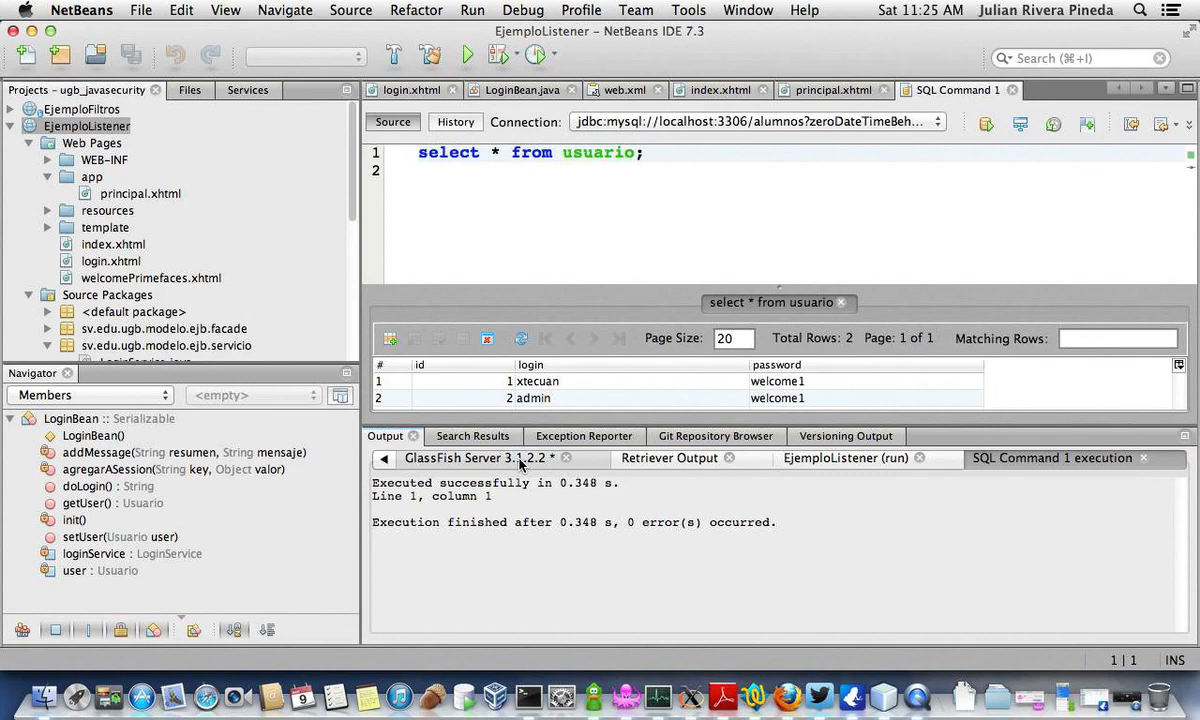 NetBeans File Edit View Navigate Source Refactor Run Debug Profile Team Tools Window Help Sat 11:25 AM Julian Rivera Pineda
EjemploListener - NetBeans IDE 7.3
Search (⌘+I)
Projects - ugb_javasecurity Files Services
login.xhtml LoginBean.java web.xml index.xhtml principal.xhtml SQL Command 1
Source History Connection: jdbc:mysql://localhost:3306/alumnos?zeroDateTimeBeh...
EjemploFiltros
EjemploListener
Web Pages
WEB-INF
app
principal.xhtml
resources
template
index.xhtml
login.xhtml
welcomePrimefaces.xhtml
Source Packages
<default package>
sv.edu.ugb.modelo.ejb.facade
sv.edu.ugb.modelo.ejb.servicio
LoginService.java
1 select * from usuario;
2
select * from usuario
Page Size: 20 Total Rows: 2 Page: 1 of 1 Matching Rows:
# id login password
1 1 xtecuan welcome1
2 2 admin welcome1
Navigator
Members <empty>
LoginBean :: Serializable
LoginBean()
addMessage(String resumen, String mensaje)
agregarASession(String key, Object valor)
doLogin() : String
getUser() : Usuario
init()
setUser(Usuario user)
loginService : LoginService
user : Usuario
Output Search Results Exception Reporter Git Repository Browser Versioning Output
GlassFish Server 3.1.2.2 * Retriever Output EjemploListener (run) SQL Command 1 execution
Executed successfully in 0.348 s.
Line 1, column 1
Execution finished after 0.348 s, 0 error(s) occurred.
1 | 1 INS
9